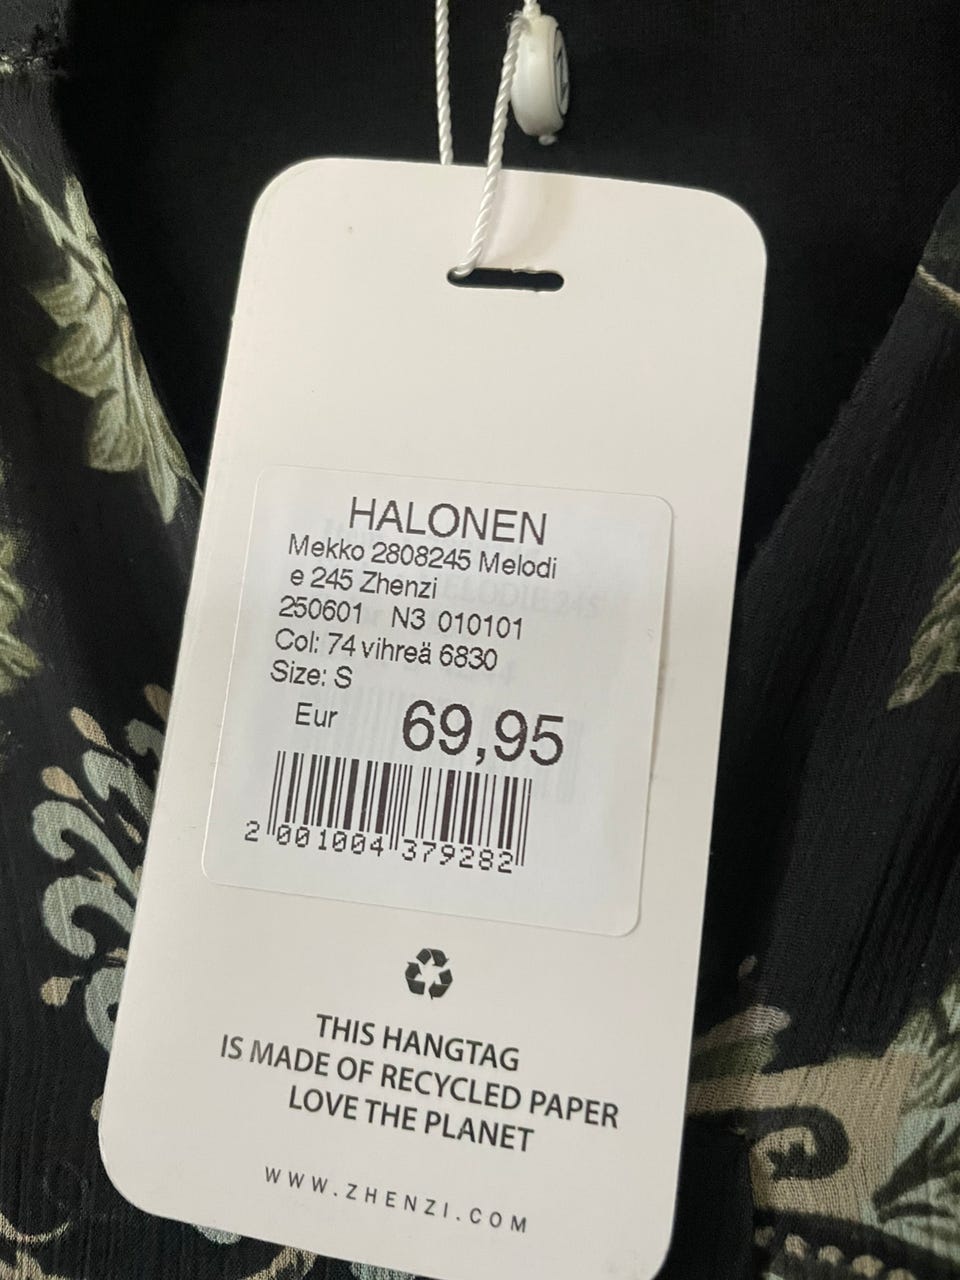 HALONEN
Mekko 2808245 Melodi
e 245 Zhenzi
250601 N3 010101
Col: 74 vihreä 6830
Size: S
Eur 69,95
2 001004 379282
THIS HANGTAG
IS MADE OF RECYCLED PAPER
LOVE THE PLANET
WWW.ZHENZI.COM